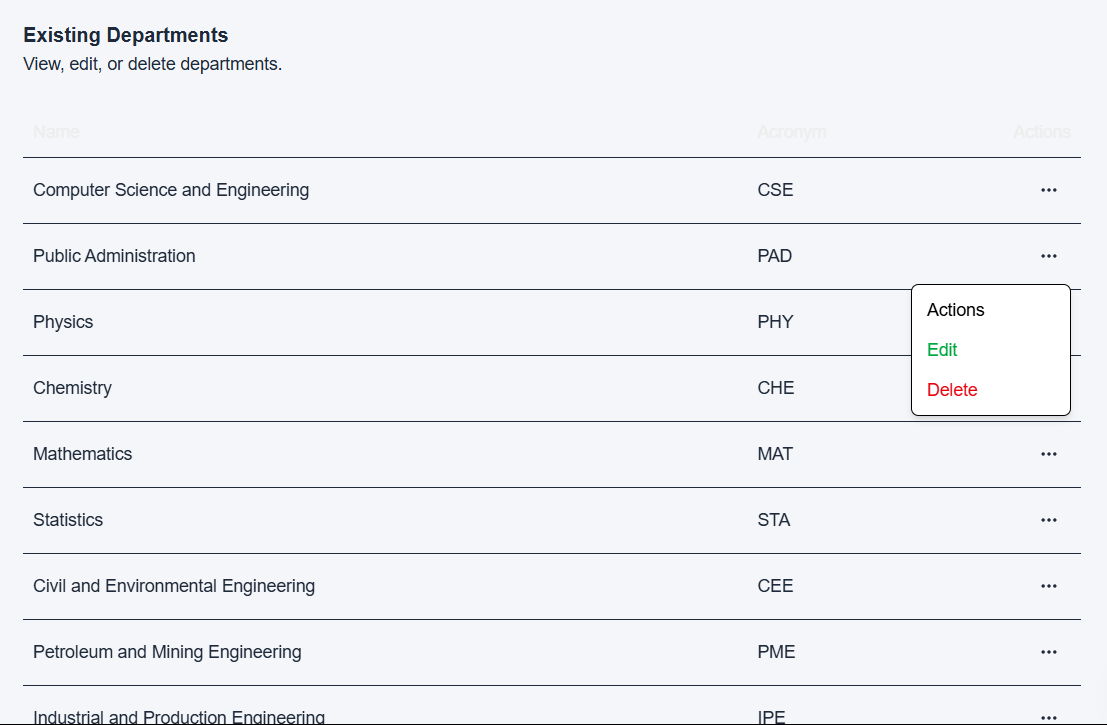 Existing Departments
View, edit, or delete departments.
Name Acronym Actions
Computer Science and Engineering CSE ...
Public Administration PAD ...
Physics PHY
Actions
Edit
Delete
Chemistry CHE
Mathematics MAT ...
Statistics STA ...
Civil and Environmental Engineering CEE ...
Petroleum and Mining Engineering PME ...
Industrial and Production Engineering IPE ...